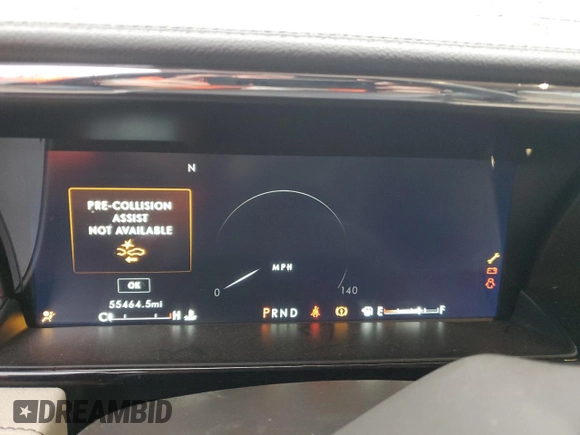 N
PRE-COLLISION
ASSIST
NOT AVAILABLE
OK
MPH
0 140
55464.5mi
C H PRND E F
DREAMBID